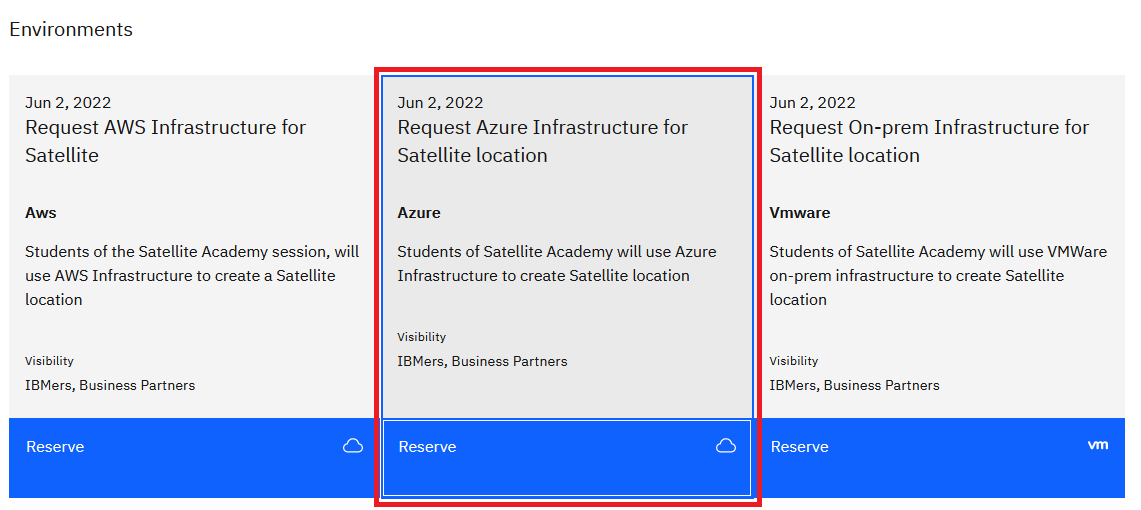 Environments
Jun 2, 2022
Request AWS Infrastructure for
Satellite
Aws
Students of the Satellite Academy session, will
use AWS Infrastructure to create a Satellite
location
Visibility
IBMers, Business Partners
Reserve
Jun 2, 2022
Request Azure Infrastructure for
Satellite location
Azure
Students of Satellite Academy will use Azure
Infrastructure to create Satellite location
Visibility
IBMers, Business Partners
Reserve
Jun 2, 2022
Request On-prem Infrastructure for
Satellite location
Vmware
Students of Satellite Academy will use VMWare
on-prem infrastructure to create Satellite
location
Visibility
IBMers, Business Partners
Reserve
vm